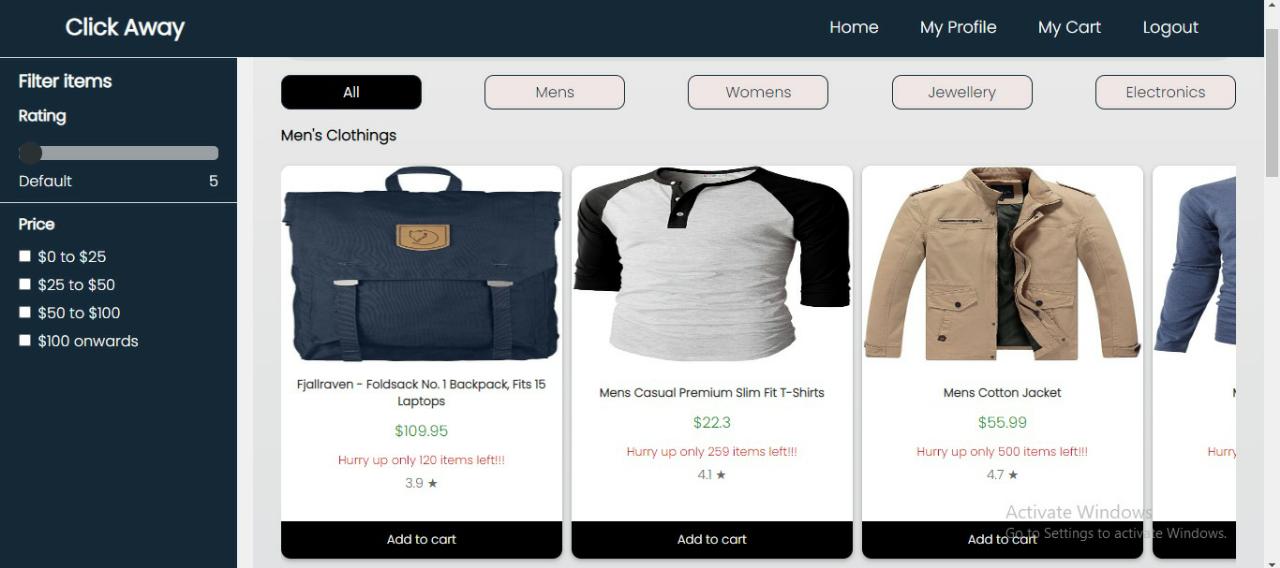 Click Away
Home
My Profile
My Cart
Logout
Filter items
Rating
Default
5
Price
$0 to $25
$25 to $50
$50 to $100
$100 onwards
All
Mens
Womens
Jewellery
Electronics
Men's Clothings
Fjallraven - Foldsack No. 1 Backpack, Fits 15
Laptops
$109.95
Hurry up only 120 items left!!!
3.9 ★
Add to cart
Mens Casual Premium Slim Fit T-Shirts
$22.3
Hurry up only 259 items left!!!
4.1 ★
Add to cart
Mens Cotton Jacket
$55.99
Hurry up only 500 items left!!!
4.7 ★
Add to cart
Hurry
Activate Windows
Go to Settings to activate Windows.